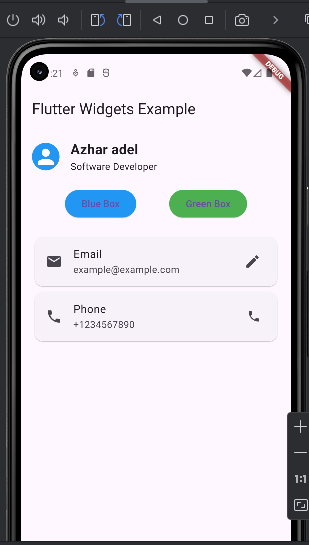 :21
DEBUG
Flutter Widgets Example
Azhar adel
Software Developer
Blue Box
Green Box
Email
example@example.com
Phone
+1234567890
1:1